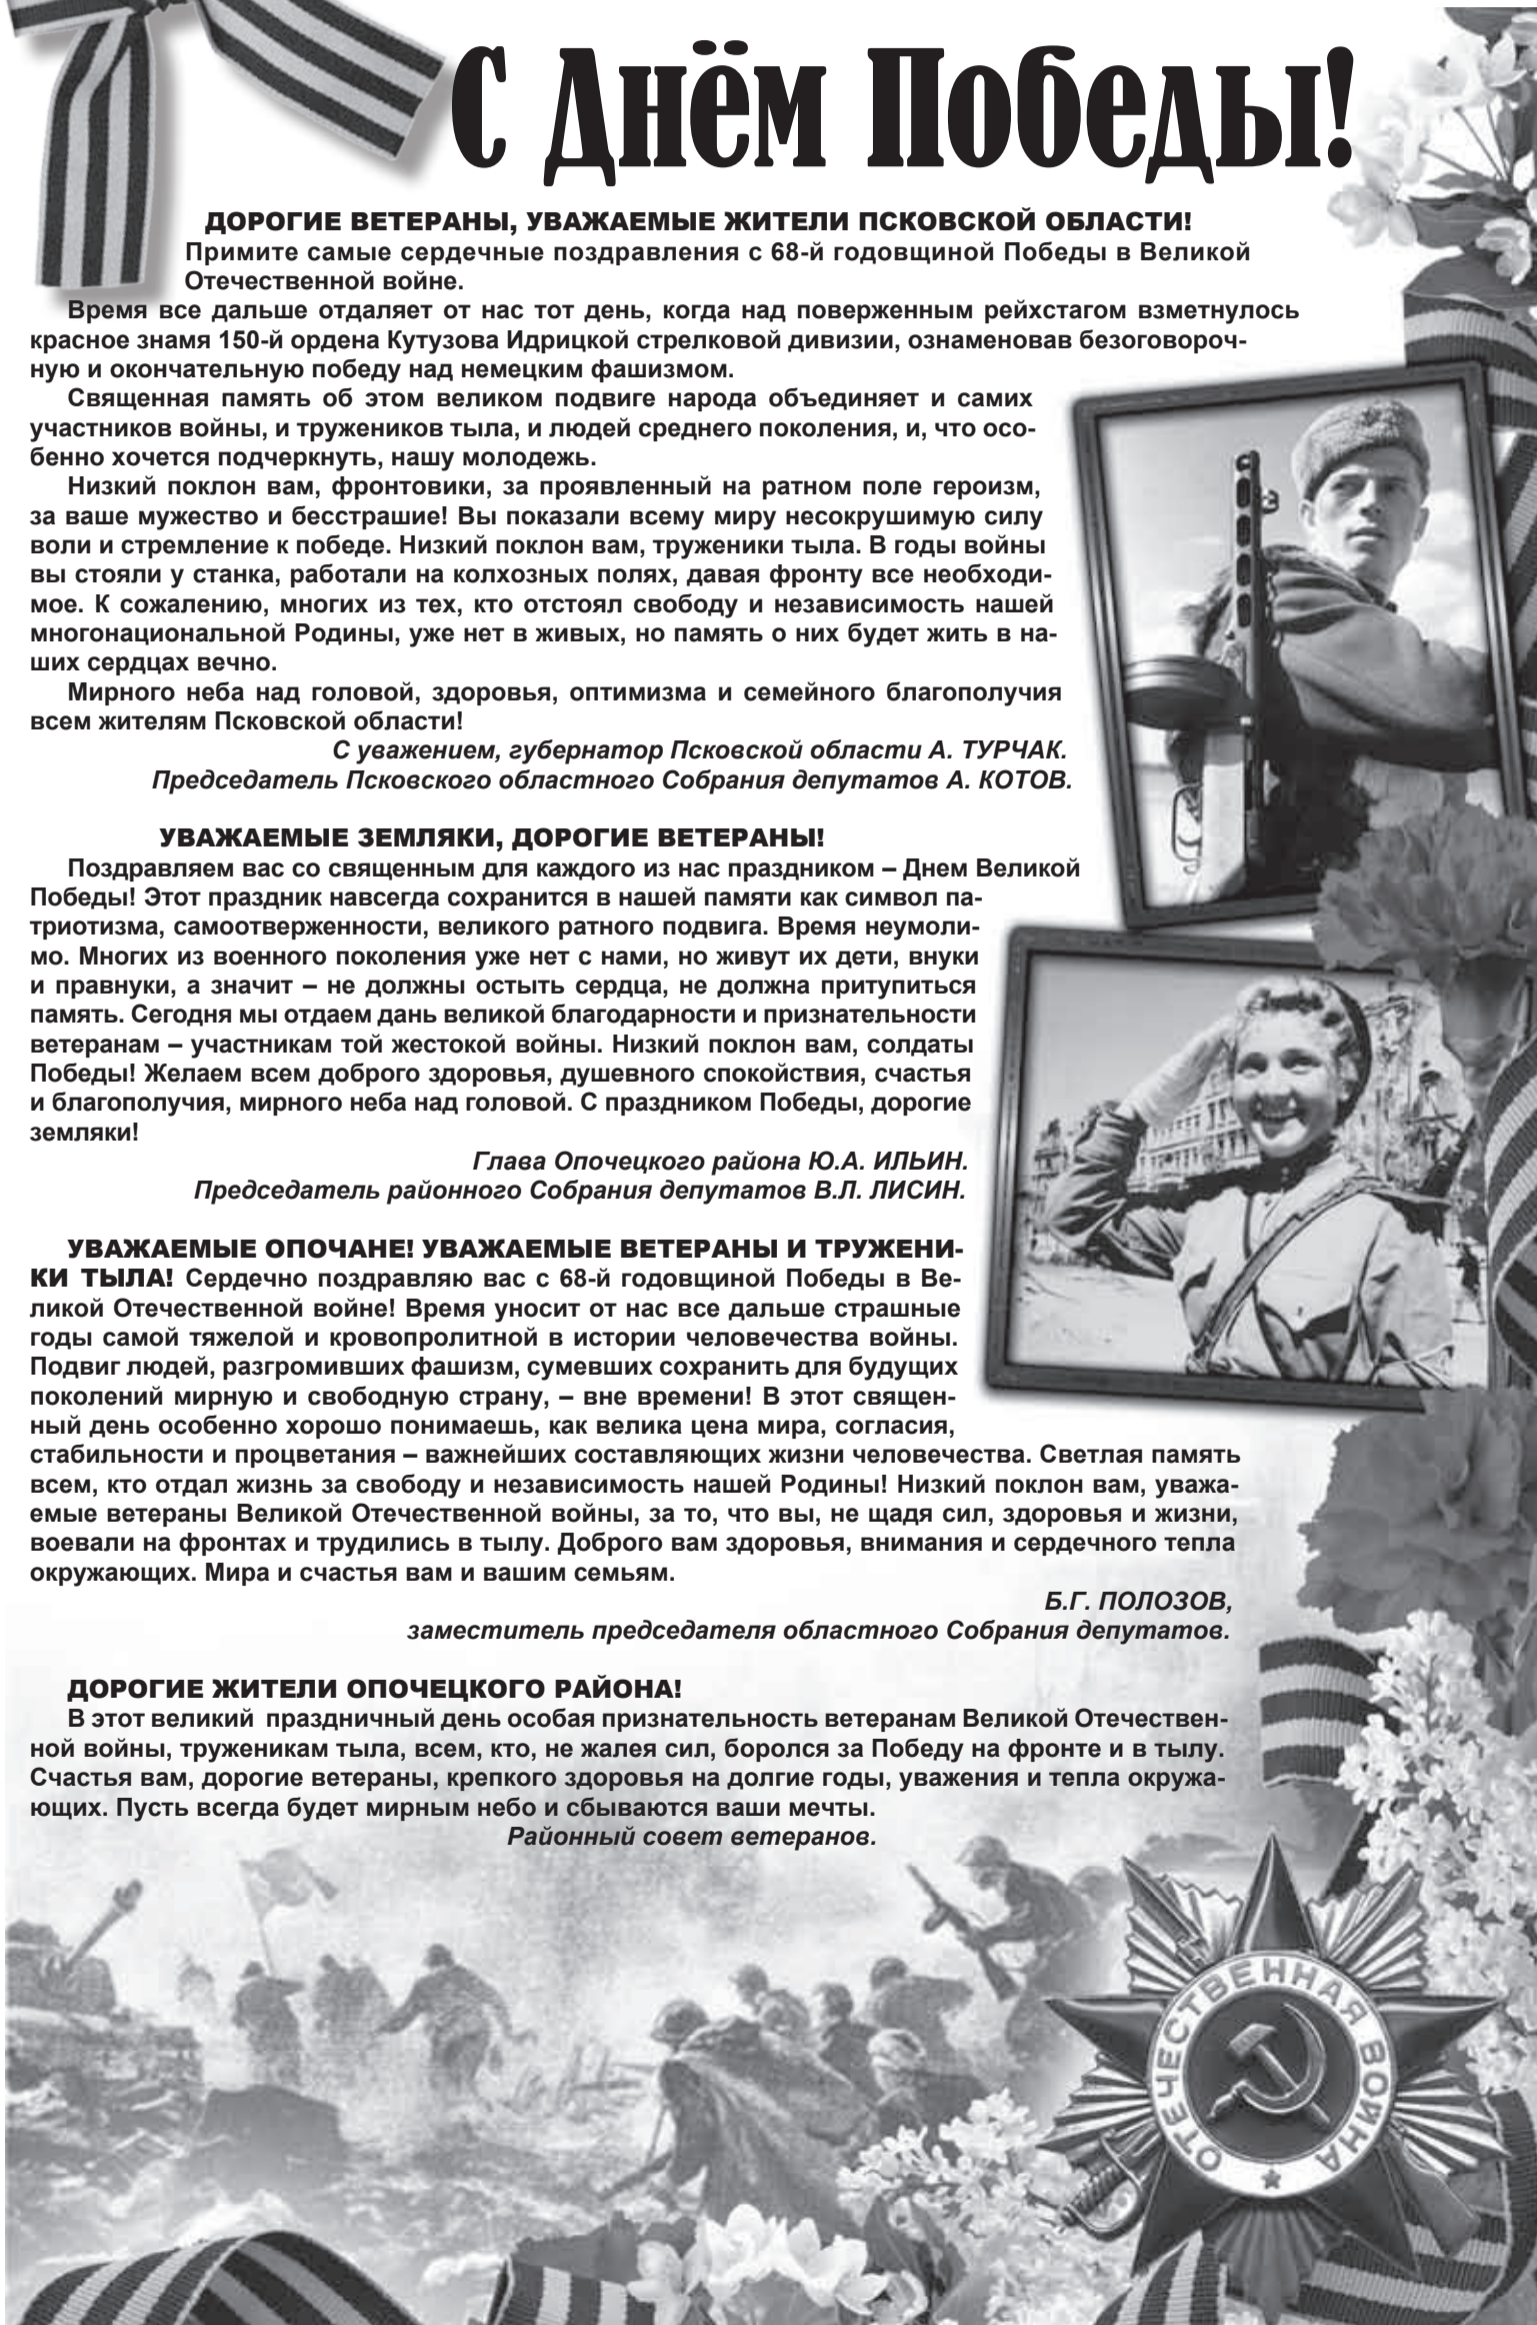 С Днём Победы!
ДОРОГИЕ ВЕТЕРАНЫ, УВАЖАЕМЫЕ ЖИТЕЛИ ПСКОВСКОЙ ОБЛАСТИ!
Примите самые сердечные поздравления с 68-й годовщиной Победы в Великой
Отечественной войне.
Время все дальше отдаляет от нас тот день, когда над поверженным рейхстагом взметнулось
красное знамя 150-й ордена Кутузова Идрицкой стрелковой дивизии, ознаменовав безоговороч-
ную и окончательную победу над немецким фашизмом.
Священная память об этом великом подвиге народа объединяет и самих
участников войны, и тружеников тыла, и людей среднего поколения, и, что осо-
бенно хочется подчеркнуть, нашу молодежь.
Низкий поклон вам, фронтовики, за проявленный на ратном поле героизм,
за ваше мужество и бесстрашие! Вы показали всему миру несокрушимую силу
воли и стремление к победе. Низкий поклон вам, труженики тыла. В годы войны
вы стояли у станка, работали на колхозных полях, давая фронту все необходи-
мое. К сожалению, многих из тех, кто отстоял свободу и независимость нашей
многонациональной Родины, уже нет в живых, но память о них будет жить в на-
ших сердцах вечно.
Мирного неба над головой, здоровья, оптимизма и семейного благополучия
всем жителям Псковской области!
С уважением, губернатор Псковской области А. ТУРЧАК.
Председатель Псковского областного Собрания депутатов А. КОТОВ.
УВАЖАЕМЫЕ ЗЕМЛЯКИ, ДОРОГИЕ ВЕТЕРАНЫ!
Поздравляем вас со священным для каждого из нас праздником – Днем Великой
Победы! Этот праздник навсегда сохранится в нашей памяти как символ па-
триотизма, самоотверженности, великого ратного подвига. Время неумоли-
мо. Многих из военного поколения уже нет с нами, но живут их дети, внуки
и правнуки, а значит – не должны остыть сердца, не должна притупиться
память. Сегодня мы отдаем дань великой благодарности и признательности
ветеранам – участникам той жестокой войны. Низкий поклон вам, солдаты
Победы! Желаем всем доброго здоровья, душевного спокойствия, счастья
и благополучия, мирного неба над головой. С праздником Победы, дорогие
земляки!
Глава Опочецкого района Ю.А. ИЛЬИН.
Председатель районного Собрания депутатов В.Л. ЛИСИН.
УВАЖАЕМЫЕ ОПОЧАНЕ! УВАЖАЕМЫЕ ВЕТЕРАНЫ И ТРУЖЕНИ-
КИ ТЫЛА! Сердечно поздравляю вас с 68-й годовщиной Победы в Ве-
ликой Отечественной войне! Время уносит от нас все дальше страшные
годы самой тяжелой и кровопролитной в истории человечества войны.
Подвиг людей, разгромивших фашизм, сумевших сохранить для будущих
поколений мирную и свободную страну, – вне времени! В этот священ-
ный день особенно хорошо понимаешь, как велика цена мира, согласия,
стабильности и процветания – важнейших составляющих жизни человечества. Светлая память
всем, кто отдал жизнь за свободу и независимость нашей Родины! Низкий поклон вам, уважа-
емые ветераны Великой Отечественной войны, за то, что вы, не щадя сил, здоровья и жизни,
воевали на фронтах и трудились в тылу. Доброго вам здоровья, внимания и сердечного тепла
окружающих. Мира и счастья вам и вашим семьям.
Б.Г. ПОЛОЗОВ,
заместитель председателя областного Собрания депутатов.
ДОРОГИЕ ЖИТЕЛИ ОПОЧЕЦКОГО РАЙОНА!
В этот великий праздничный день особая признательность ветеранам Великой Отечествен-
ной войны, труженикам тыла, всем, кто, не жалея сил, боролся за Победу на фронте и в тылу.
Счастья вам, дорогие ветераны, крепкого здоровья на долгие годы, уважения и тепла окружа-
ющих. Пусть всегда будет мирным небо и сбываются ваши мечты.
Районный совет ветеранов.
ОТЕЧЕСТВЕННАЯ ВОЙНА